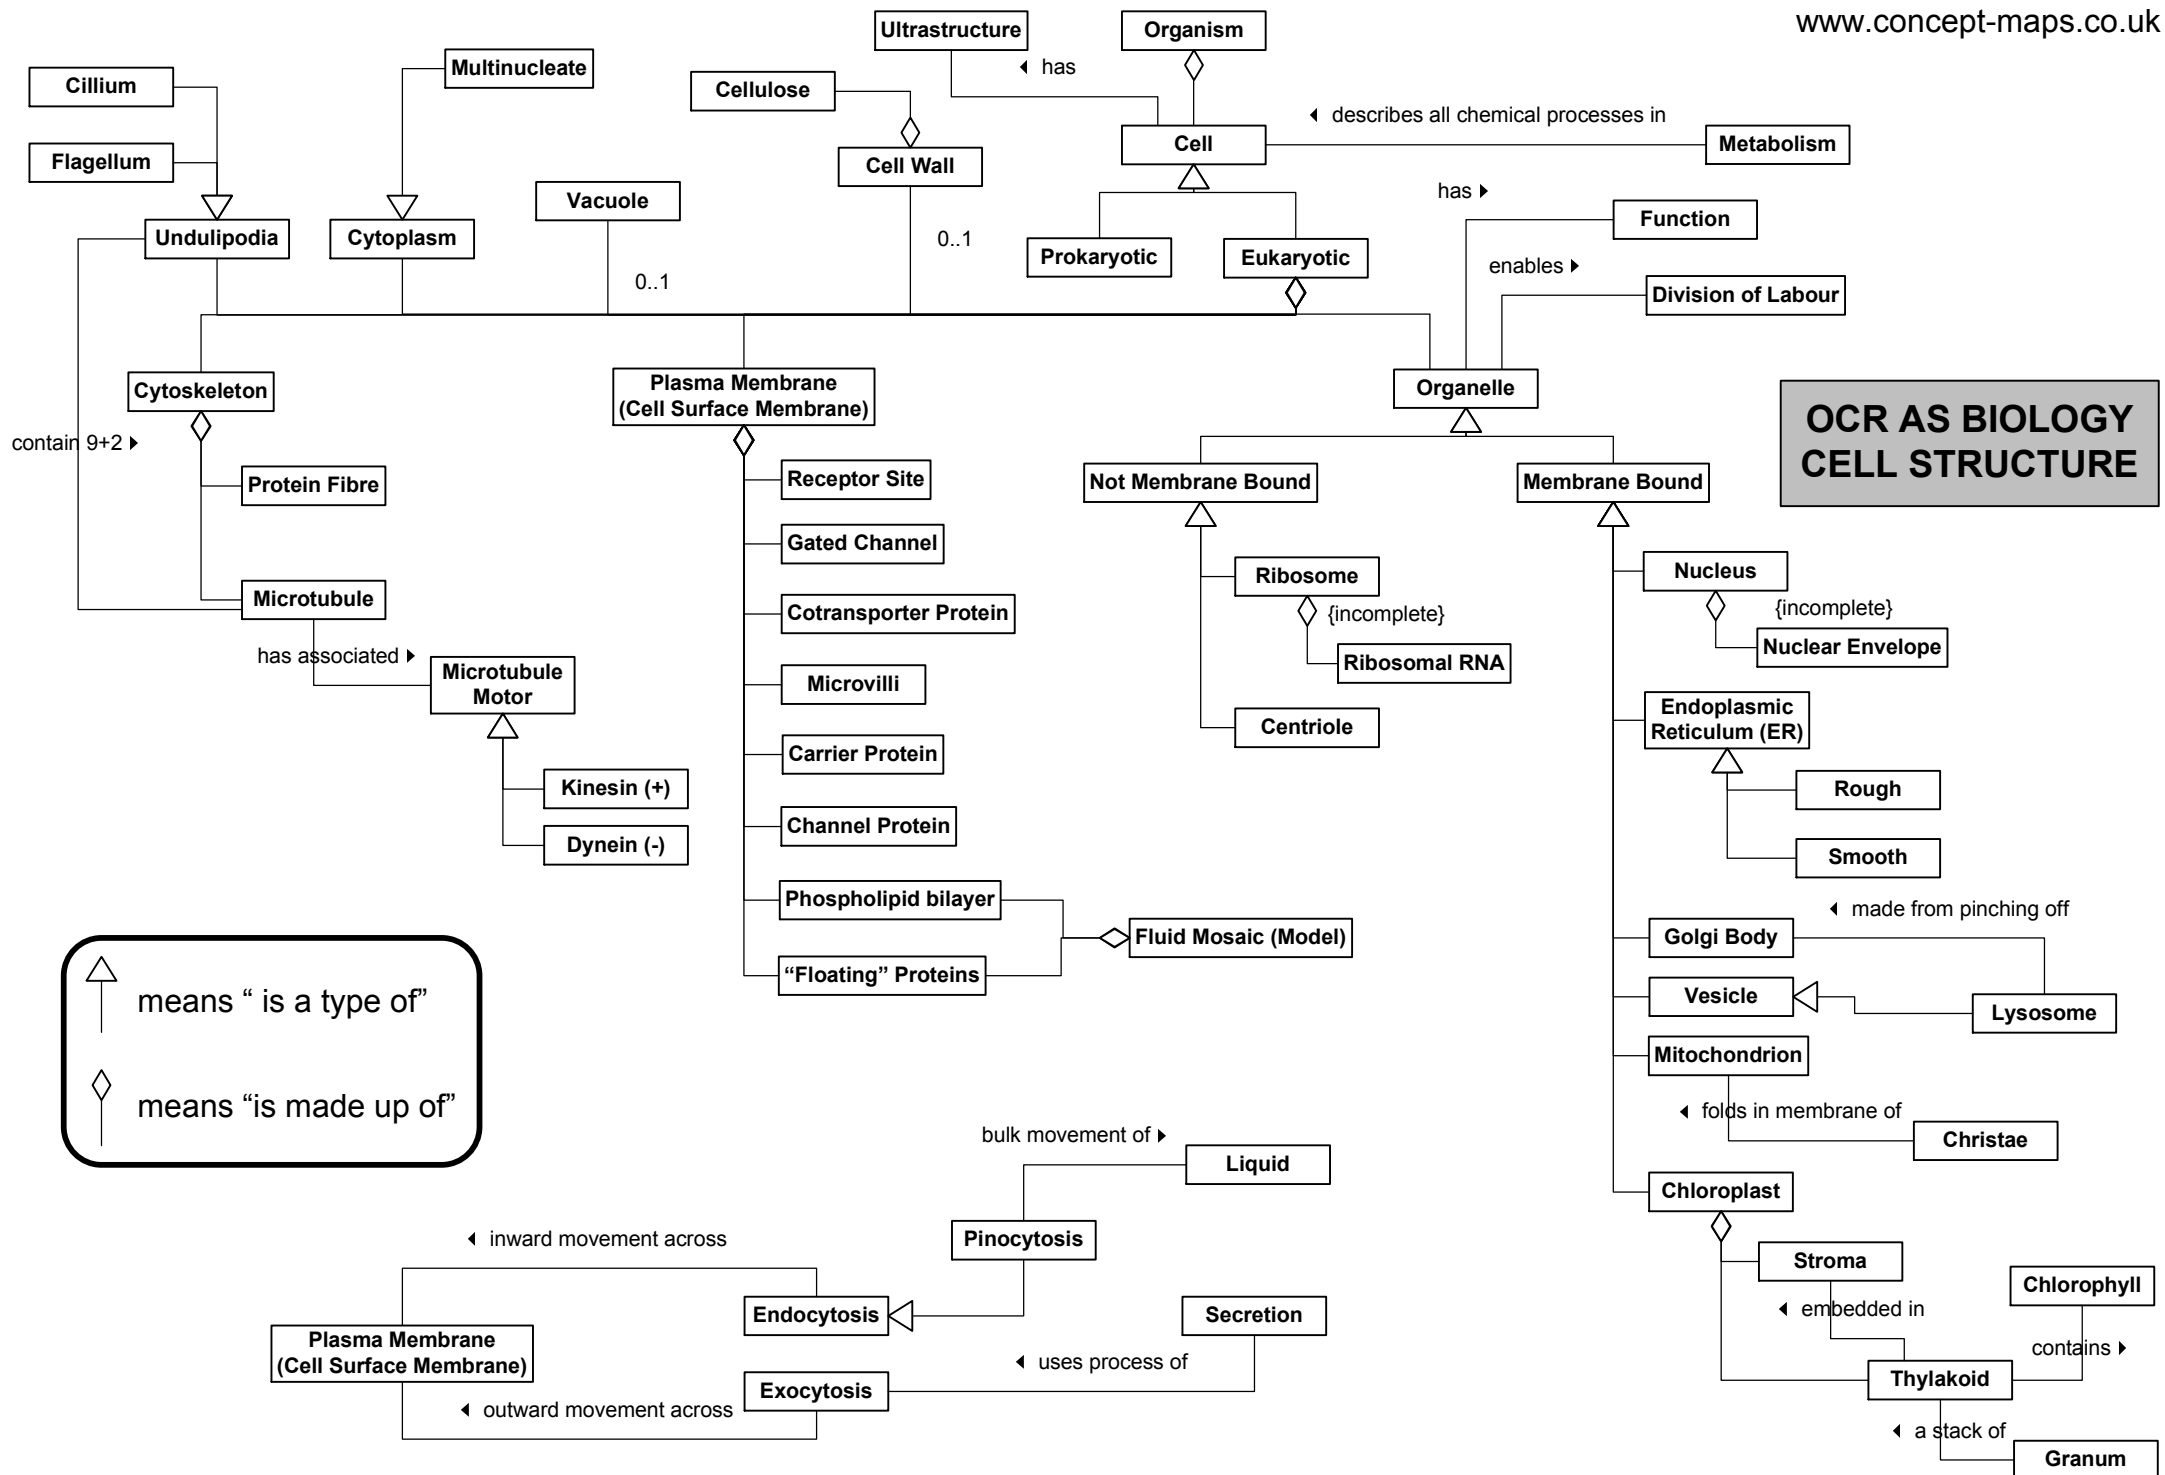 www.concept-maps.co.uk
Ultrastructure
Organism
◄ has
Cillium
Multinucleate
Cellulose
◄ describes all chemical processes in
Flagellum
Cell Wall
Cell
Metabolism
Vacuole
has ►
Function
Undulipodia
Cytoplasm
0..1
0..1
Prokaryotic
Eukaryotic
enables ►
Division of Labour
Cytoskeleton
Plasma Membrane
(Cell Surface Membrane)
Organelle
OCR AS BIOLOGY
CELL STRUCTURE
contain 9+2 ►
Protein Fibre
Receptor Site
Not Membrane Bound
Membrane Bound
Gated Channel
Microtubule
Cotransporter Protein
Ribosome
{incomplete}
Ribosomal RNA
Nucleus
{incomplete}
Nuclear Envelope
has associated ►
Microtubule
Motor
Microvilli
Centriole
Endoplasmic
Reticulum (ER)
Kinesin (+)
Carrier Protein
Rough
Dynein (-)
Channel Protein
Smooth
Phospholipid bilayer
Fluid Mosaic (Model)
“Floating” Proteins
◄ made from pinching off
Golgi Body
Vesicle
Lysosome
means “ is a type of”
means “is made up of”
Mitochondrion
◄ folds in membrane of
Christae
bulk movement of ►
Liquid
Chloroplast
◄ inward movement across
Pinocytosis
Stroma
Chlorophyll
Endocytosis
Secretion
◄ embedded in
Plasma Membrane
(Cell Surface Membrane)
◄ uses process of
contains ►
Exocytosis
Thylakoid
◄ outward movement across
◄ a stack of
Granum